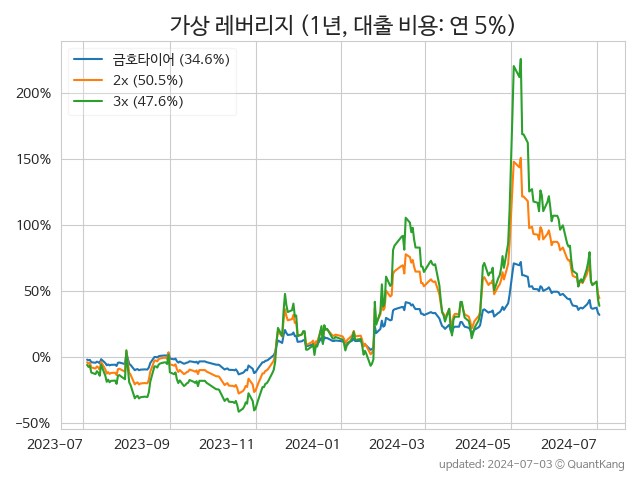 가상 레버리지 (1년, 대출 비용: 연 5%)
금호타이어 (34.6%)
2x (50.5%)
3x (47.6%)
200%
150%
100%
50%
0%
−50%
2023-07 2023-09 2023-11 2024-01 2024-03 2024-05 2024-07
updated: 2024-07-03 © QuantKang